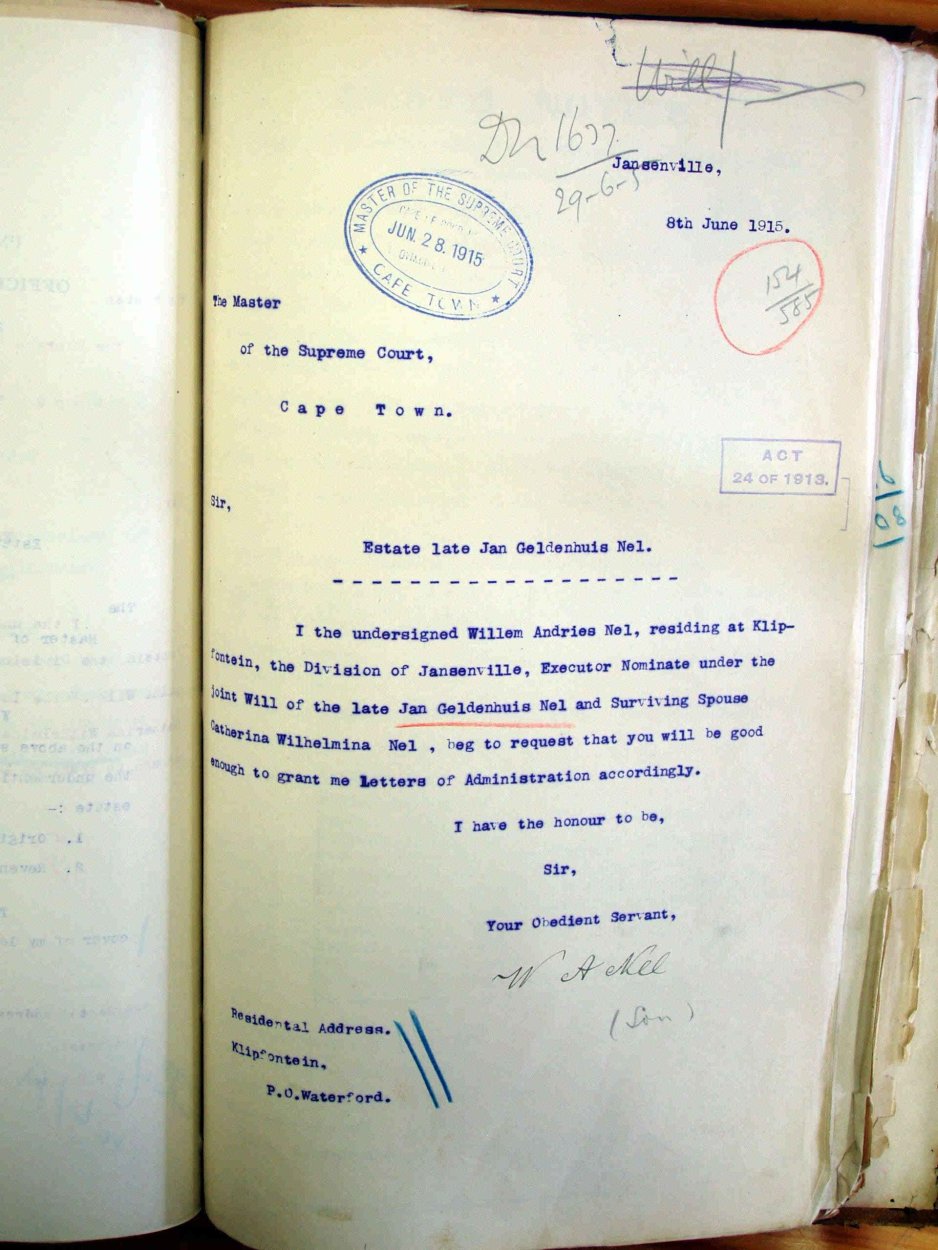 Will
DN 1677
29-6-
Jansenville,
8th June 1915.
MASTER OF THE SUPREME COURT
JUN. 28. 1915
★ CAPE TOWN ★
154
585
The Master
of the Supreme Court,
Cape Town.
ACT
24 OF 1913.
Sir,
Estate late Jan Geldenhuis Nel.
- - - - - - - - - - - - - - - - - - -
I the undersigned Willem Andries Nel, residing at Klip-
fontein, the Division of Jansenville, Executor Nominate under the
joint Will of the late Jan Geldenhuis Nel and Surviving Spouse
Catherina Wilhelmina Nel , beg to request that you will be good
enough to grant me Letters of Administration accordingly.
I have the honour to be,
Sir,
Your Obedient Servant,
W A Nel
(Son)
Residental Address.
Klipfontein,
P.O.Waterford.